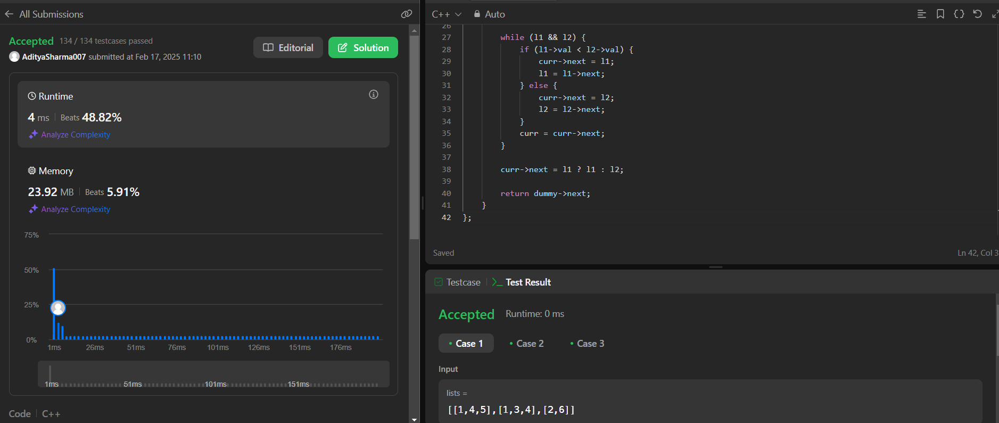 All Submissions
Accepted 134 / 134 testcases passed
AdityaSharma007 submitted at Feb 17, 2025 11:10
Editorial
Solution
Runtime
4 ms | Beats 48.82%
Analyze Complexity
Memory
23.92 MB | Beats 5.91%
Analyze Complexity
75%
50%
25%
0%
1ms 26ms 51ms 76ms 101ms 126ms 151ms 176ms
1ms 51ms 101ms 151ms
Code | C++
C++ Auto
26
27 while (l1 && l2) {
28 if (l1->val < l2->val) {
29 curr->next = l1;
30 l1 = l1->next;
31 } else {
32 curr->next = l2;
33 l2 = l2->next;
34 }
35 curr = curr->next;
36 }
37
38 curr->next = l1 ? l1 : l2;
39
40 return dummy->next;
41 }
42 };
Saved
Ln 42, Col 3
Testcase | >_ Test Result
Accepted Runtime: 0 ms
• Case 1 • Case 2 • Case 3
Input
lists =
[[1,4,5],[1,3,4],[2,6]]